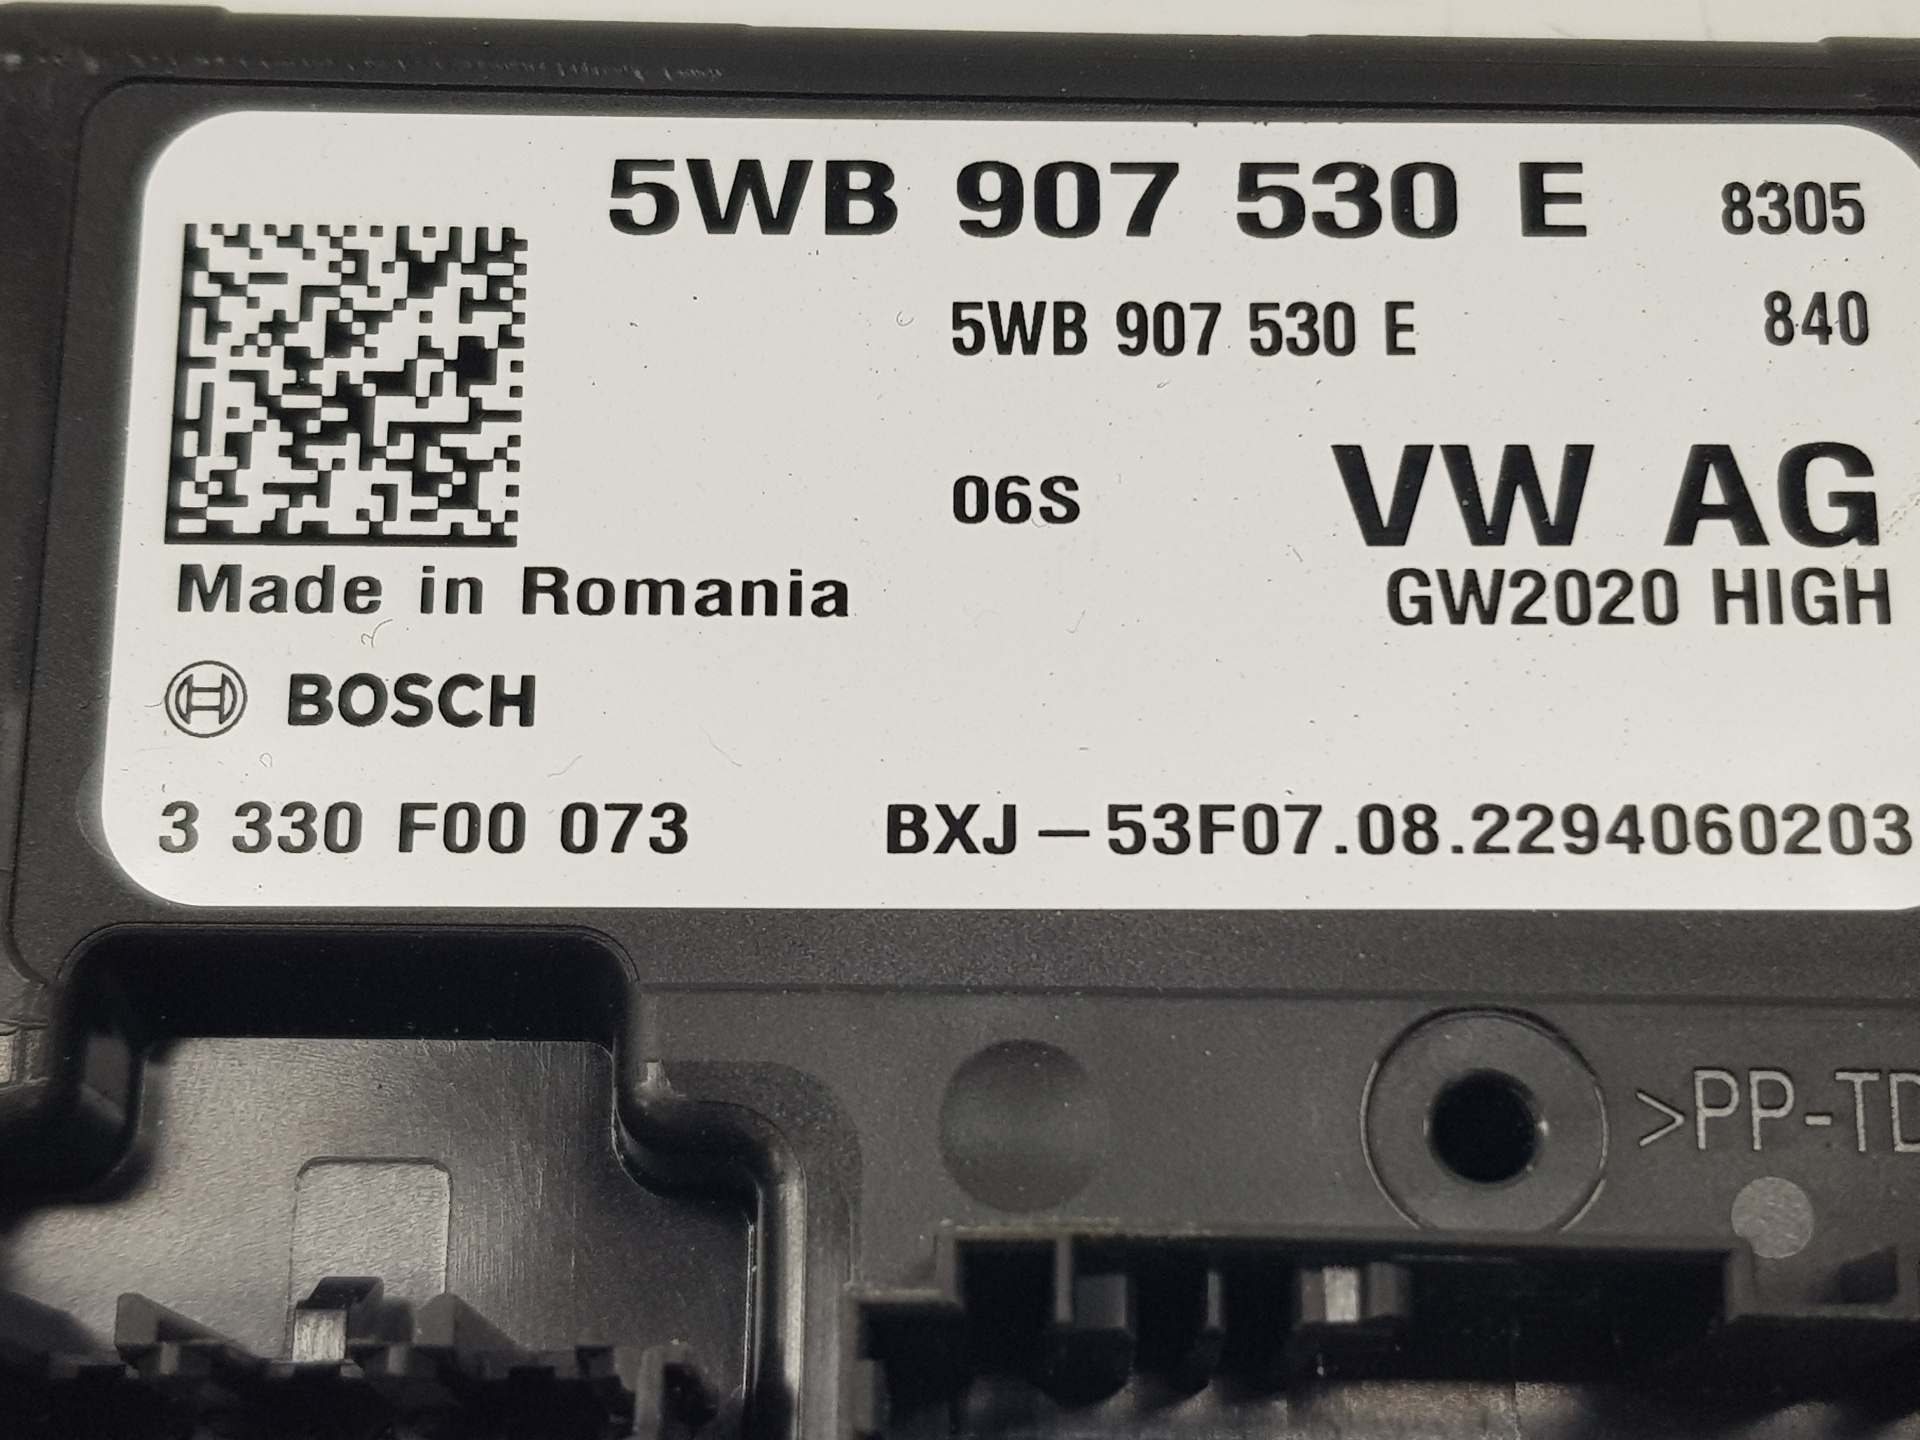 5WB 907 530 E 8305
5WB 907 530 E 840
06S VW AG
Made in Romania GW2020 HIGH
BOSCH
3 330 F00 073 BXJ-53F07.08.2294060203
>PP-TD